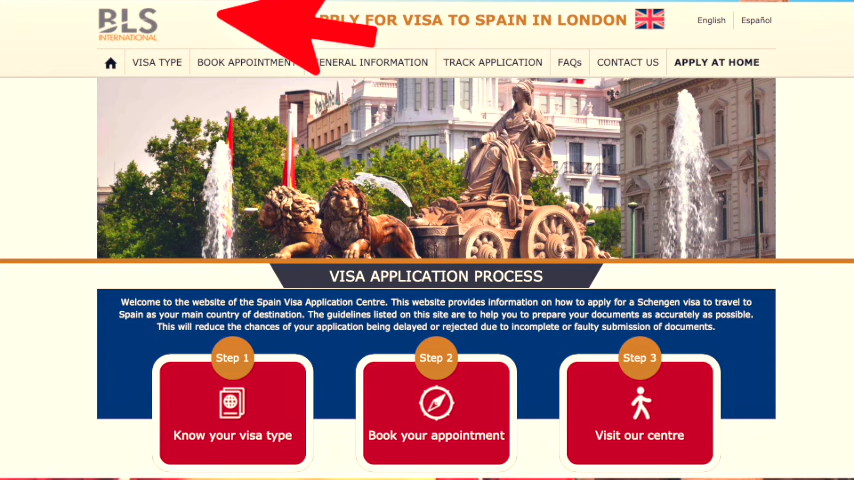 BLS
INTERNATIONAL
PPLY FOR VISA TO SPAIN IN LONDON
English
Español
VISA TYPE
BOOK APPOINTMENT
GENERAL INFORMATION
TRACK APPLICATION
FAQs
CONTACT US
APPLY AT HOME
VISA APPLICATION PROCESS
Welcome to the website of the Spain Visa Application Centre. This website provides information on how to apply for a Schengen visa to travel to
Spain as your main country of destination. The guidelines listed on this site are to help you to prepare your documents as accurately as possible.
This will reduce the chances of your application being delayed or rejected due to incomplete or faulty submission of documents.
Step 1
Know your visa type
Step 2
Book your appointment
Step 3
Visit our centre